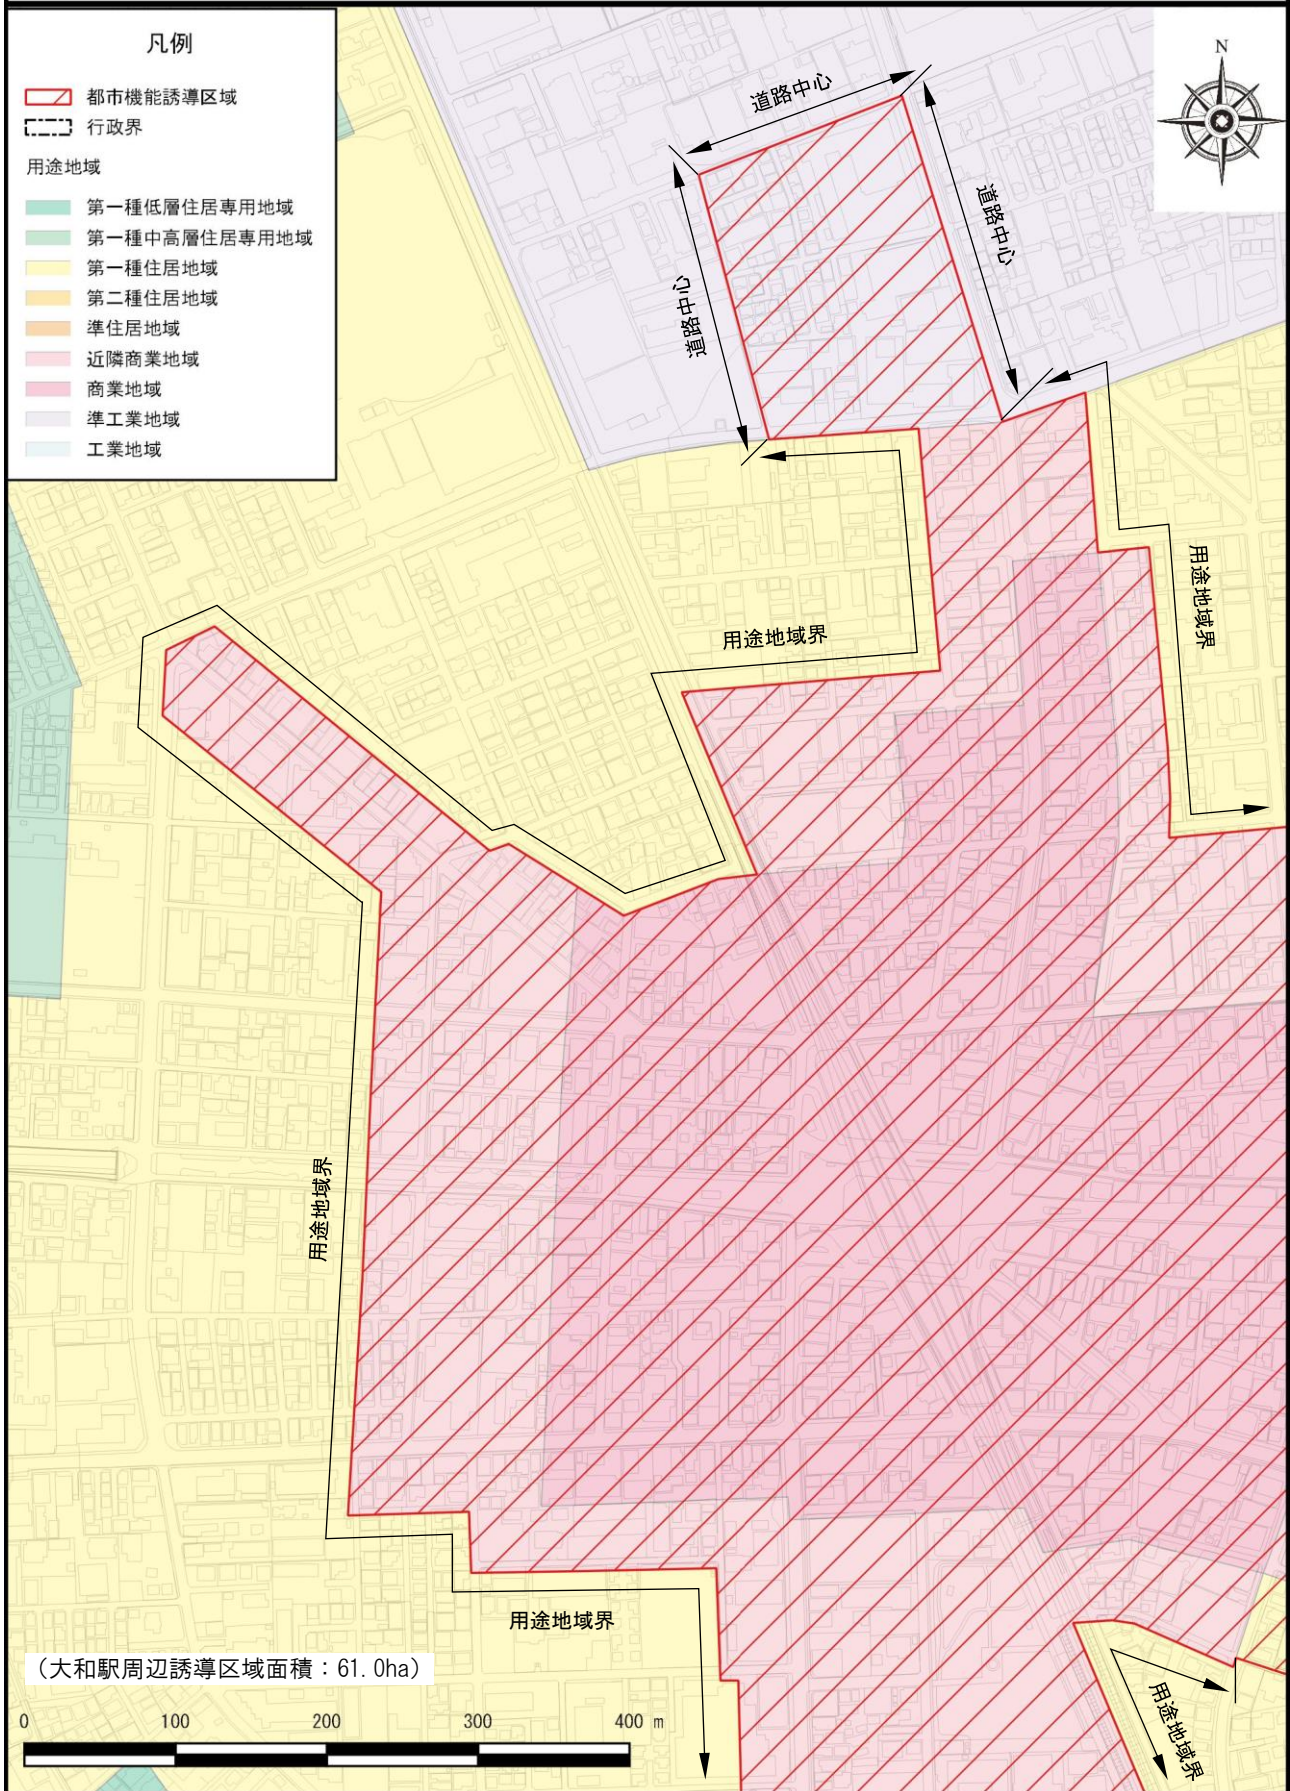 凡例
都市機能誘導区域
行政界
用途地域
第一種低層住居専用地域
第一種中高層住居専用地域
第一種住居地域
第二種住居地域
準住居地域
近隣商業地域
商業地域
準工業地域
工業地域
N
道路中心
道路中心
道路中心
用途地域界
用途地域界
用途地域界
用途地域界
用途地域界
（大和駅周辺誘導区域面積：61.0ha）
0 100 200 300 400 m